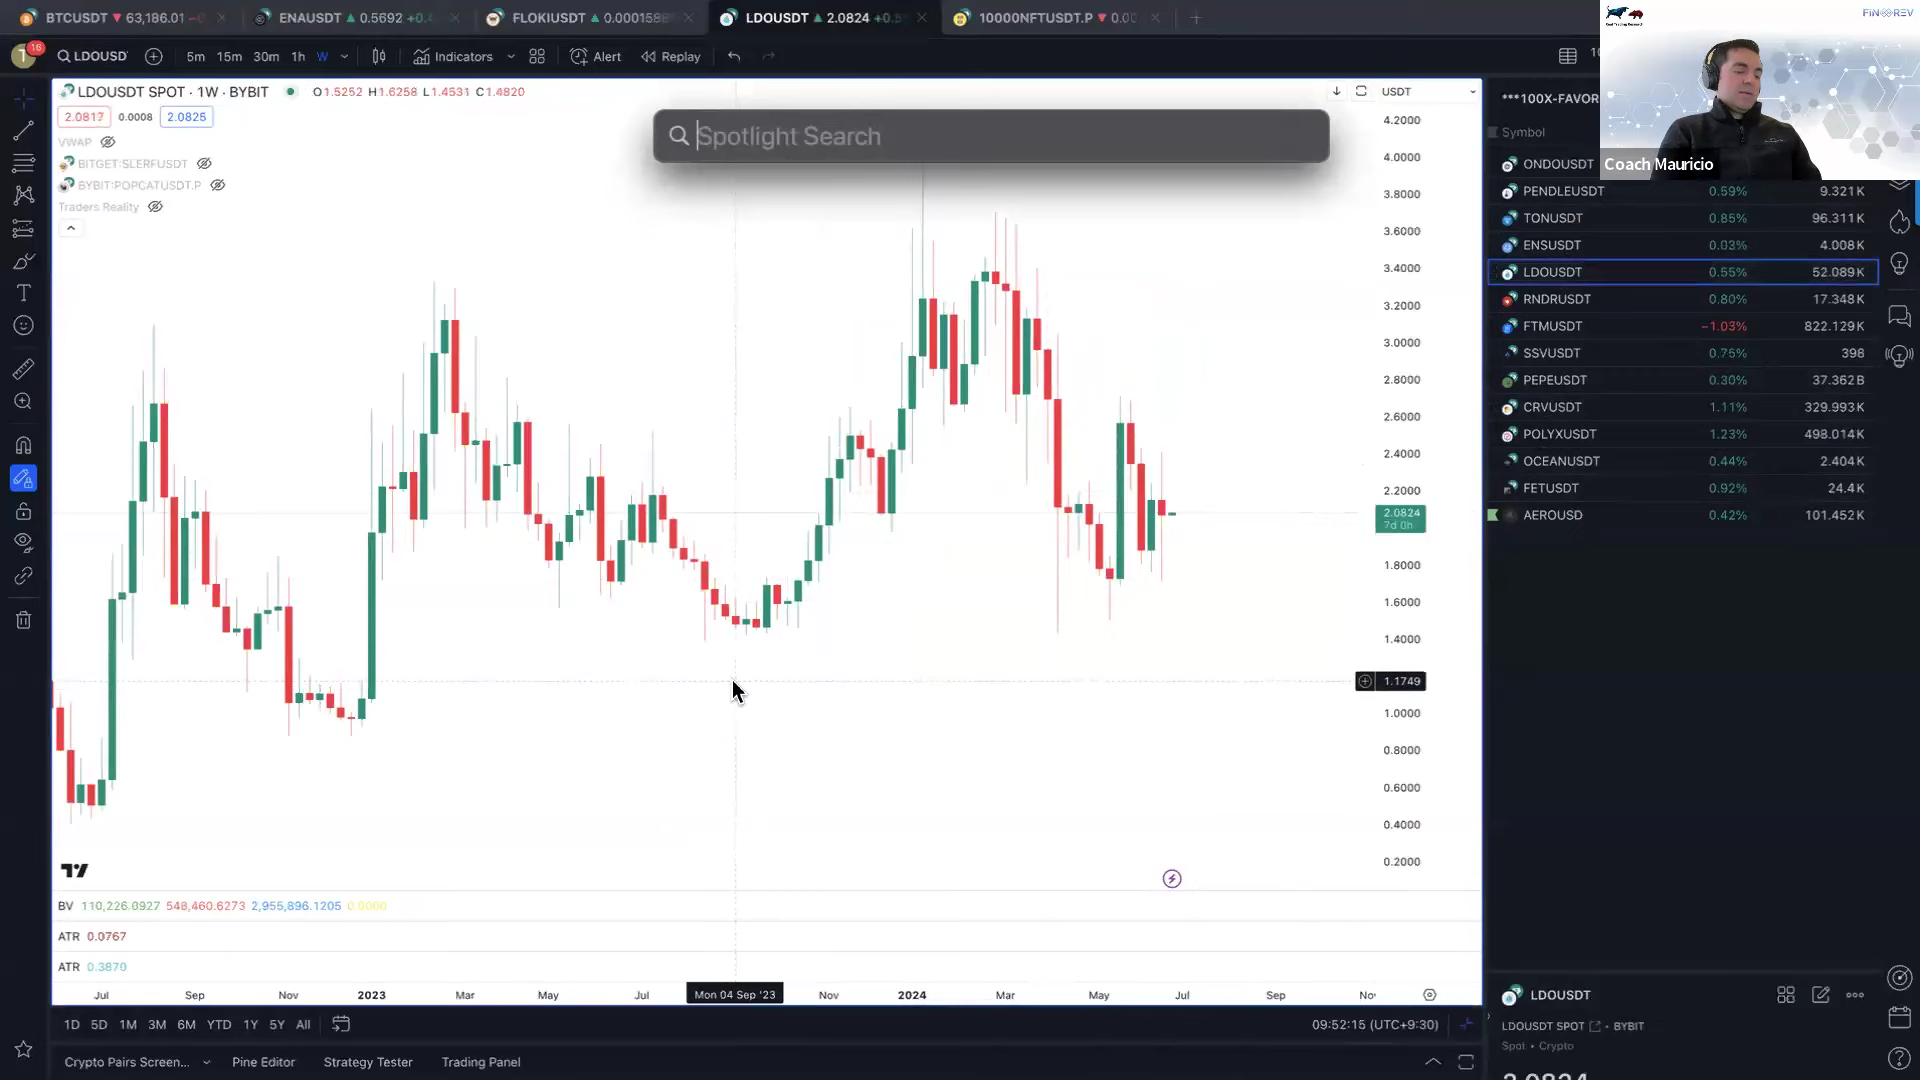 BTCUSDT 63,186.01
ENAUSDT 0.5692
FLOKIUSDT
LDOUSDT 2.0824
10000NFTUSDT.P
16
T
LDOUSD
5m 15m 30m 1h W
Indicators
Alert
Replay
LDOUSDT SPOT · 1W · BYBIT
O1.5252 H1.6258 L1.4531 C1.4820
USDT
2.0817 0.0008 2.0825
VWAP
BITGET:SLERFUSDT
BYBIT:POPCATUSDT.P
Traders Reality
Spotlight Search
FIN REV
Coach Mauricio
***100X-FAVOR
Symbol
ONDOUSDT
PENDLEUSDT 0.59% 9.321K
TONUSDT 0.85% 96.311K
ENSUSDT 0.03% 4.008K
LDOUSDT 0.55% 52.089K
RNDRUSDT 0.80% 17.348K
FTMUSDT −1.03% 822.129K
SSVUSDT 0.75% 398
PEPEUSDT 0.30% 37.362B
CRVUSDT 1.11% 329.993K
POLYXUSDT 1.23% 498.014K
OCEANUSDT 0.44% 2.404K
FETUSDT 0.92% 24.4K
AEROUSD 0.42% 101.452K
4.2000
4.0000
3.8000
3.6000
3.4000
3.2000
3.0000
2.8000
2.6000
2.4000
2.2000
2.0824
7d 0h
1.8000
1.6000
1.4000
1.1749
1.0000
0.8000
0.6000
0.4000
0.2000
BV 110,226.0927 548,460.6273 2,955,896.1205 0.0000
ATR 0.0767
ATR 0.3870
Jul Sep Nov 2023 Mar May Jul Mon 04 Sep '23 Nov 2024 Mar May Jul Sep
1D 5D 1M 3M 6M YTD 1Y 5Y All
09:52:15 (UTC+9:30)
Crypto Pairs Screen...
Pine Editor
Strategy Tester
Trading Panel
LDOUSDT
LDOUSDT SPOT · BYBIT
Spot • Crypto
2.0824